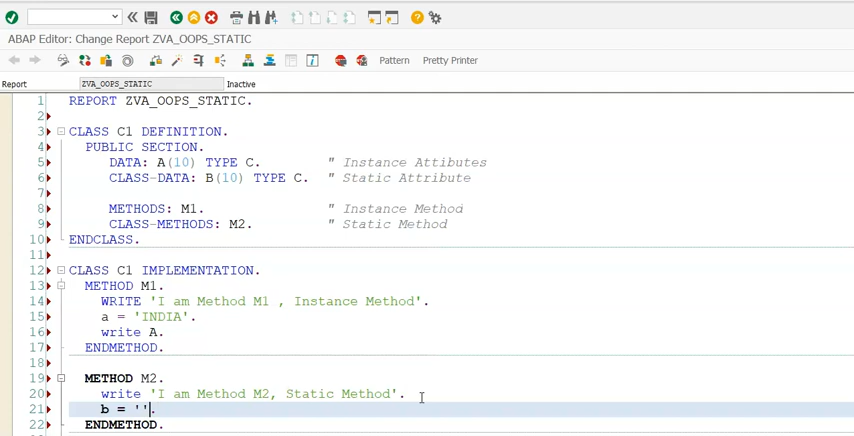 ABAP Editor: Change Report ZVA_OOPS_STATIC
Pattern Pretty Printer
Report ZVA_OOPS_STATIC Inactive
1 REPORT ZVA_OOPS_STATIC.
2
3 CLASS C1 DEFINITION.
4 PUBLIC SECTION.
5 DATA: A(10) TYPE C. " Instance Attibutes
6 CLASS-DATA: B(10) TYPE C. " Static Attribute
7
8 METHODS: M1. " Instance Method
9 CLASS-METHODS: M2. " Static Method
10 ENDCLASS.
11
12 CLASS C1 IMPLEMENTATION.
13 METHOD M1.
14 WRITE 'I am Method M1 , Instance Method'.
15 a = 'INDIA'.
16 write A.
17 ENDMETHOD.
18
19 METHOD M2.
20 write 'I am Method M2, Static Method'.
21 b = ''.
22 ENDMETHOD.